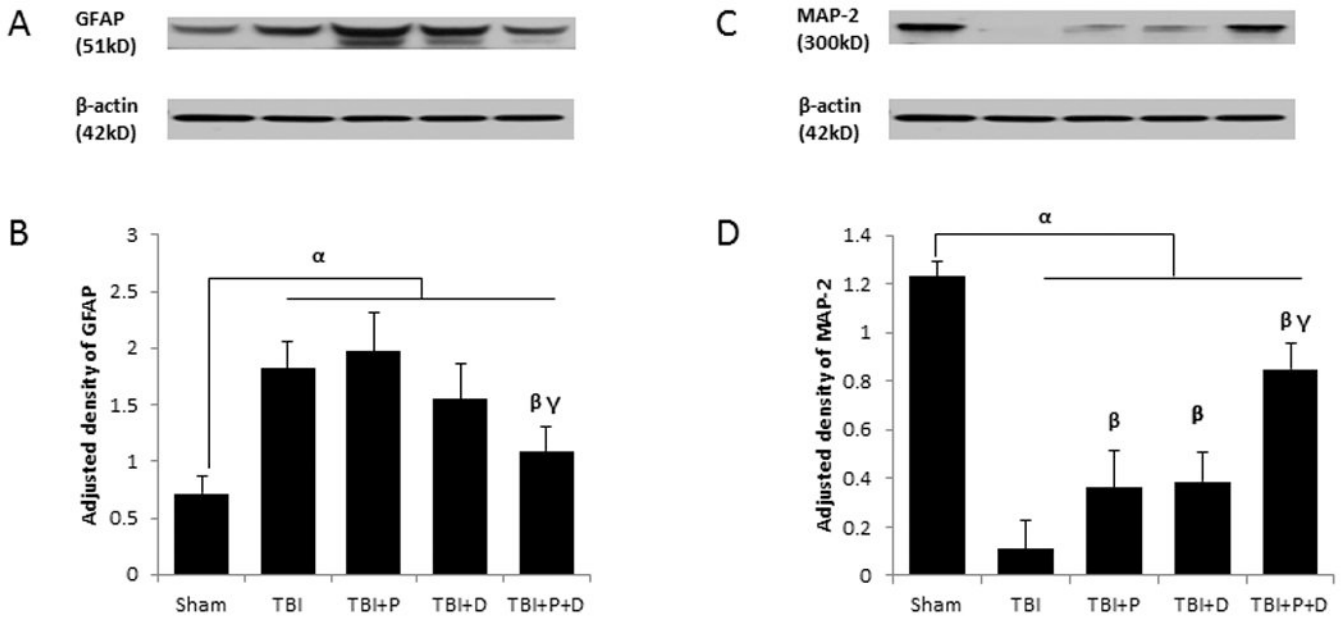 A
GFAP
(51kD)
β-actin
(42kD)
C
MAP-2
(300kD)
β-actin
(42kD)
B
Adjusted density of GFAP
3
2.5
2
1.5
1
0.5
0
α
β γ
Sham TBI TBI+P TBI+D TBI+P+D
D
Adjusted density of MAP-2
1.4
1.2
1
0.8
0.6
0.4
0.2
0
α
β
β
β γ
Sham TBI TBI+P TBI+D TBI+P+D